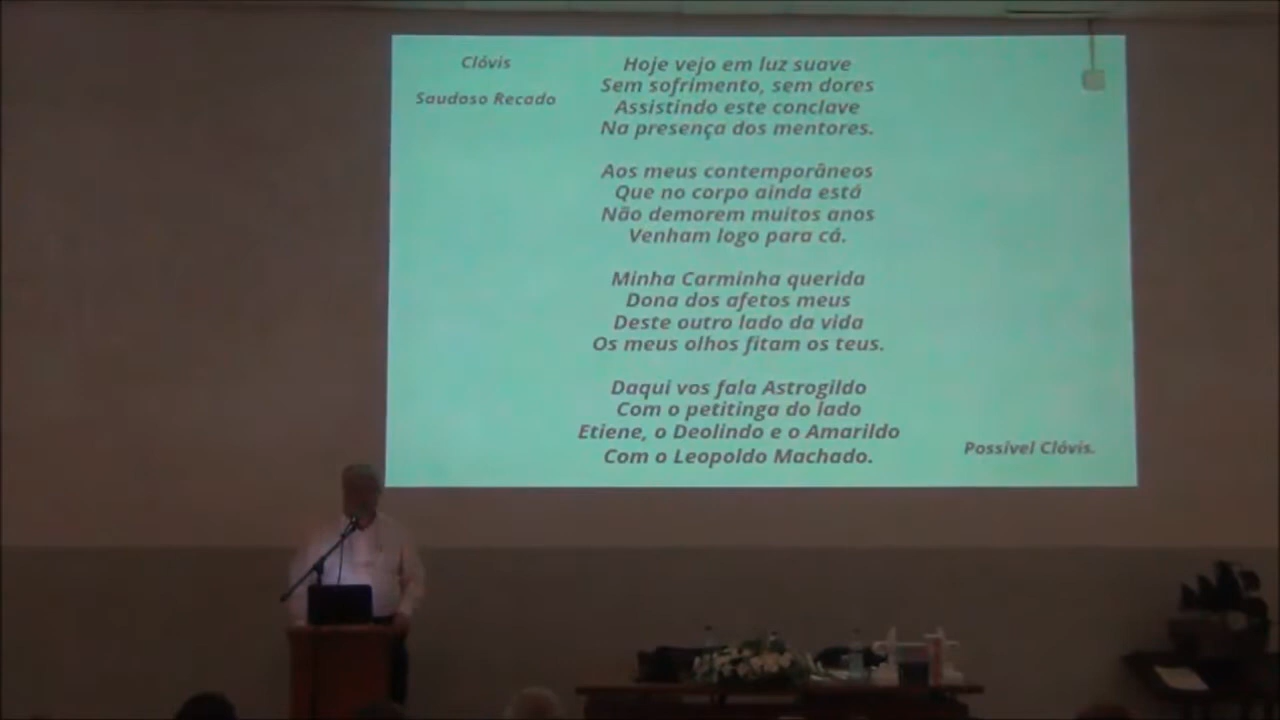 Clóvis
Saudoso Recado
Hoje vejo em luz suave
Sem sofrimento, sem dores
Assistindo este conclave
Na presença dos mentores.
Aos meus contemporâneos
Que no corpo ainda está
Não demorem muitos anos
Venham logo para cá.
Minha Carminha querida
Dona dos afetos meus
Deste outro lado da vida
Os meus olhos fitam os teus.
Daqui vos fala Astrogildo
Com o petitinga do lado
Etiene, o Deolindo e o Amarildo
Com o Leopoldo Machado.
Possível Clóvis.